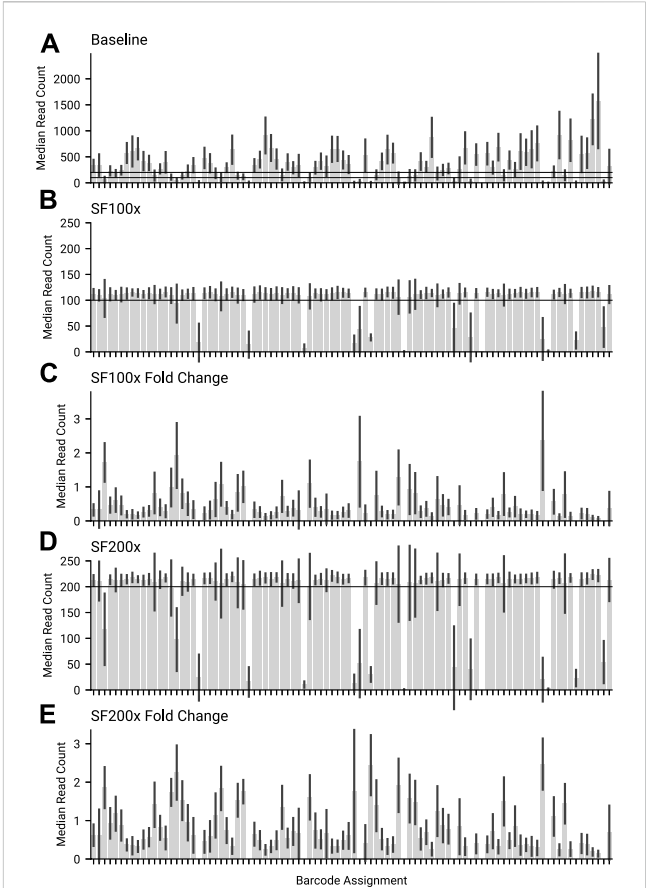 A
Baseline
Median Read Count
2000
1500
1000
500
0
B
SF100x
Median Read Count
250
200
150
100
50
0
C
SF100x Fold Change
Median Read Count
3
2
1
0
D
SF200x
Median Read Count
250
200
150
100
50
0
E
SF200x Fold Change
Median Read Count
3
2
1
0
Barcode Assignment